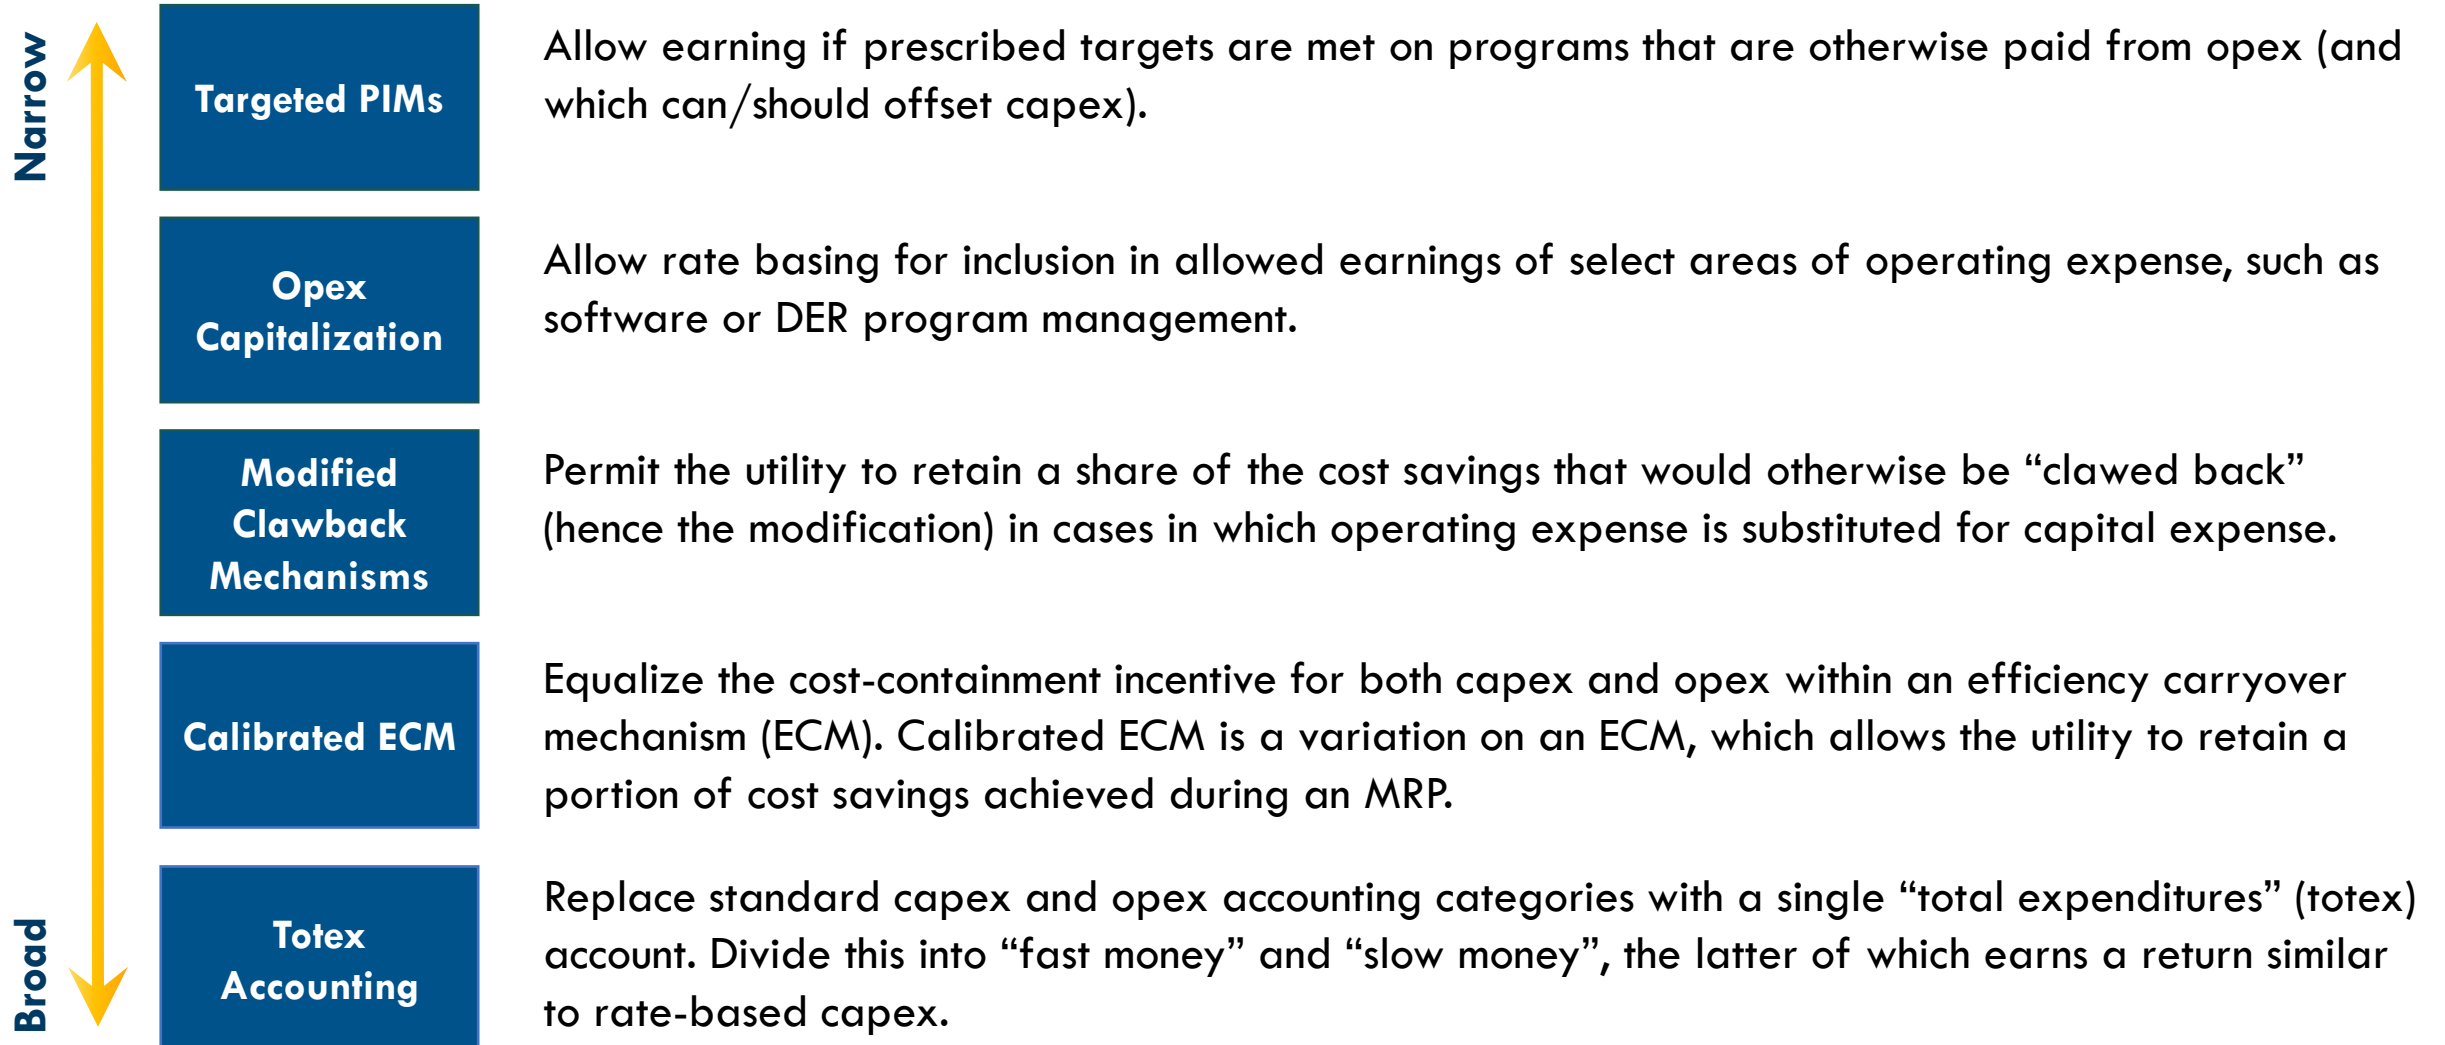 Narrow
Targeted PIMs
Allow earning if prescribed targets are met on programs that are otherwise paid from opex (and
which can/should offset capex).
Opex
Capitalization
Allow rate basing for inclusion in allowed earnings of select areas of operating expense, such as
software or DER program management.
Modified
Clawback
Mechanisms
Permit the utility to retain a share of the cost savings that would otherwise be “clawed back”
(hence the modification) in cases in which operating expense is substituted for capital expense.
Calibrated ECM
Equalize the cost-containment incentive for both capex and opex within an efficiency carryover
mechanism (ECM). Calibrated ECM is a variation on an ECM, which allows the utility to retain a
portion of cost savings achieved during an MRP.
Broad
Totex
Accounting
Replace standard capex and opex accounting categories with a single “total expenditures” (totex)
account. Divide this into “fast money” and “slow money”, the latter of which earns a return similar
to rate-based capex.